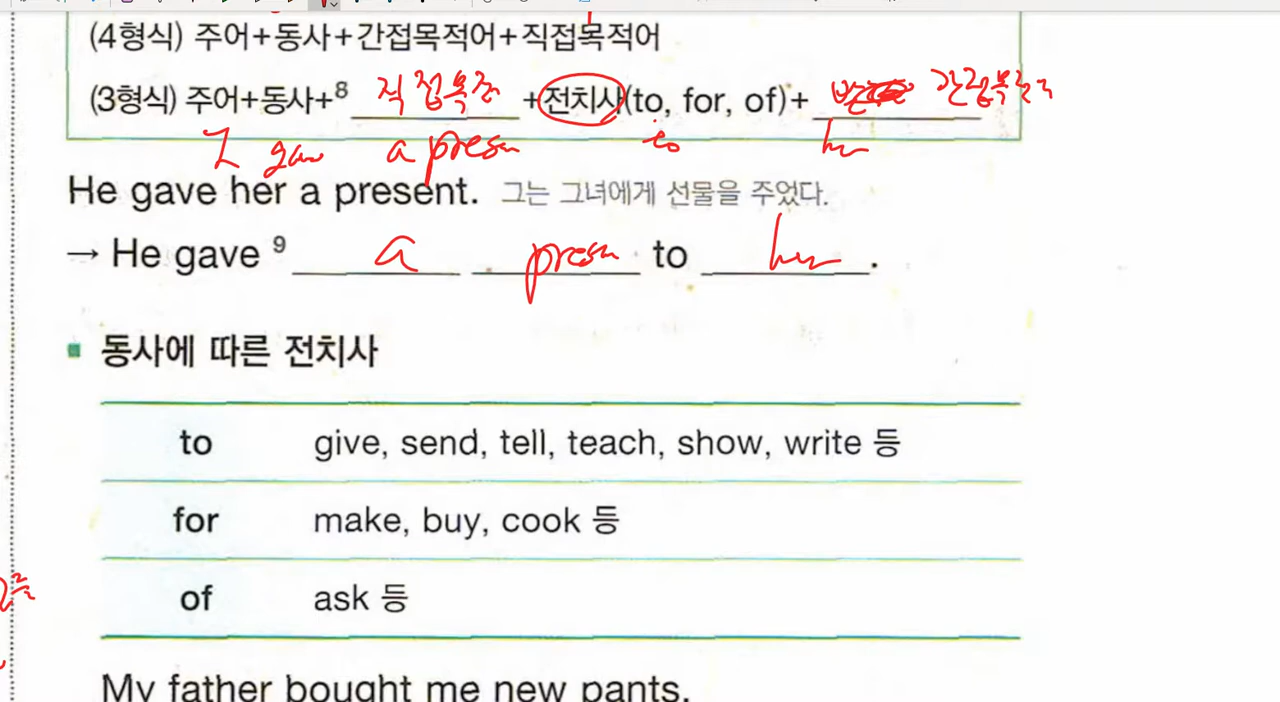 (4형식) 주어+동사+간접목적어+직접목적어
(3형식) 주어+동사+⁸ 직접목적 +전치사(to, for, of)+ 간접목적
I gave a presen to her
He gave her a present. 그는 그녀에게 선물을 주었다.
→ He gave ⁹ a presen to her.
■ 동사에 따른 전치사
to give, send, tell, teach, show, write 등
for make, buy, cook 등
of ask 등
My father bought me new pants.